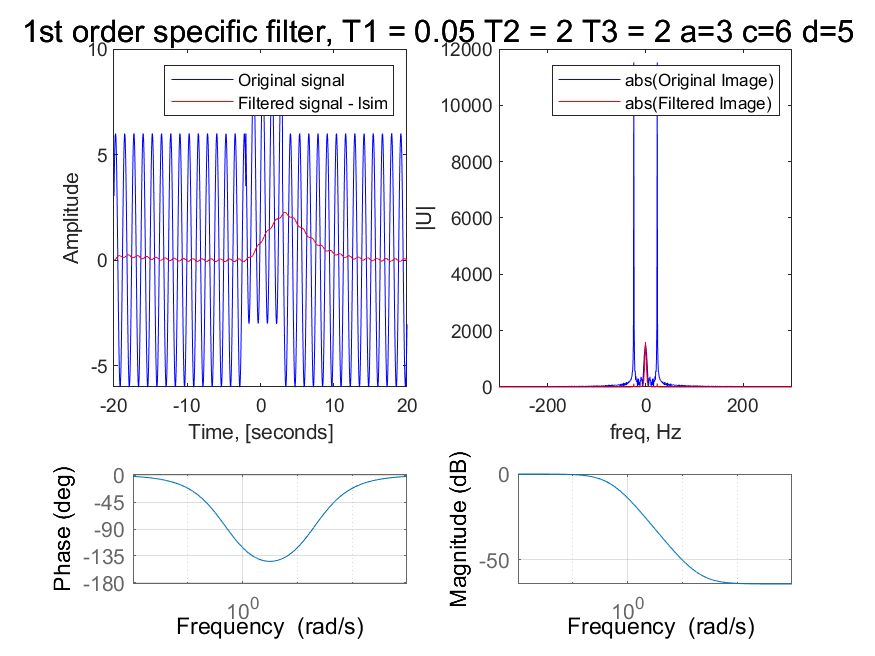 1st order specific filter, T1 = 0.05 T2 = 2 T3 = 2 a=3 c=6 d=5
10
5
0
-5
Amplitude
Original signal
Filtered signal - lsim
-20
-10
0
10
20
Time, [seconds]
12000
10000
8000
6000
4000
2000
0
|U|
abs(Original Image)
abs(Filtered Image)
-200
0
200
freq, Hz
0
-45
-90
-135
-180
Phase (deg)
10^0
Frequency (rad/s)
0
-50
Magnitude (dB)
10^0
Frequency (rad/s)